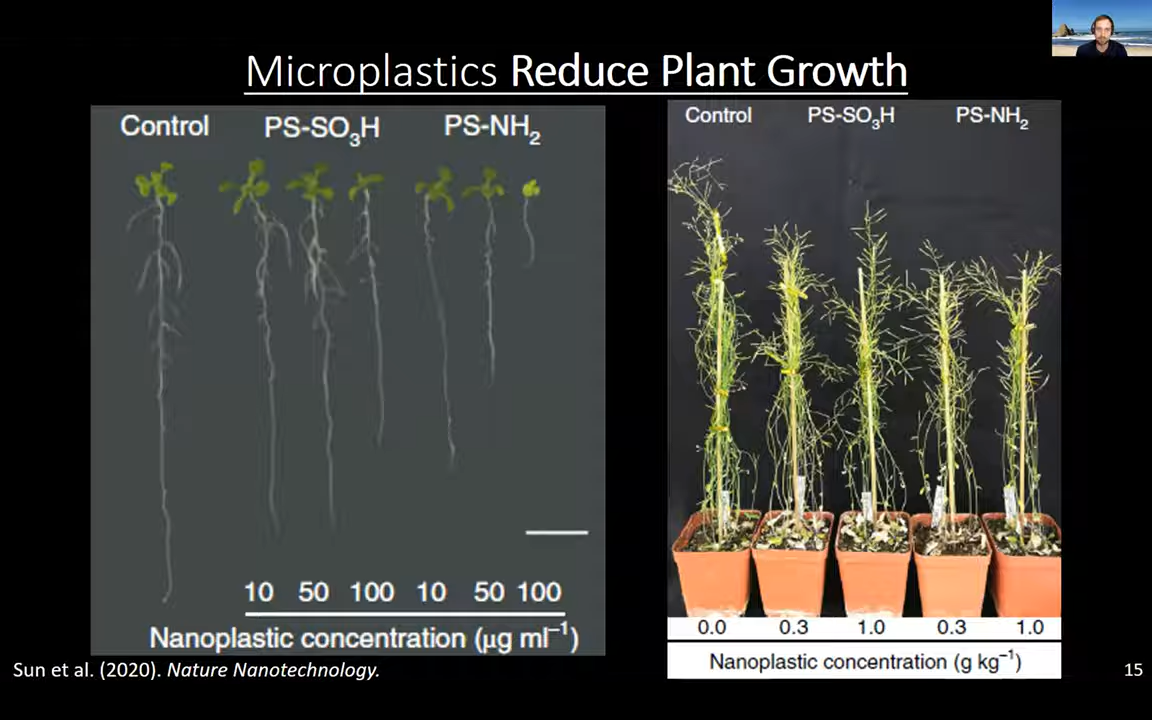 Microplastics Reduce Plant Growth
Control PS-SO₃H PS-NH₂
10 50 100 10 50 100
Nanoplastic concentration (μg ml⁻¹)
Control PS-SO₃H PS-NH₂
0.0 0.3 1.0 0.3 1.0
Nanoplastic concentration (g kg⁻¹)
Sun et al. (2020). Nature Nanotechnology.
15